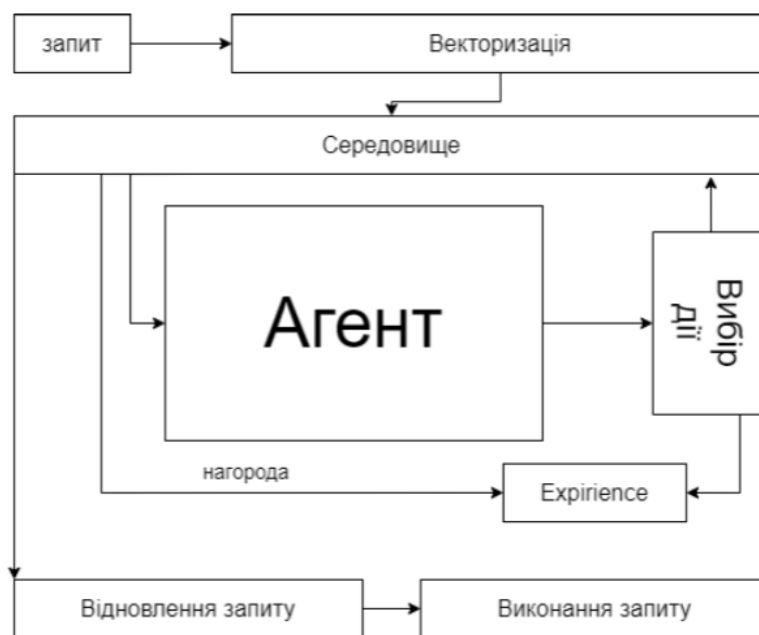 запит
Векторизація
Середовище
Агент
Вибір
дії
нагорода
Expirience
Відновлення запиту
Виконання запиту